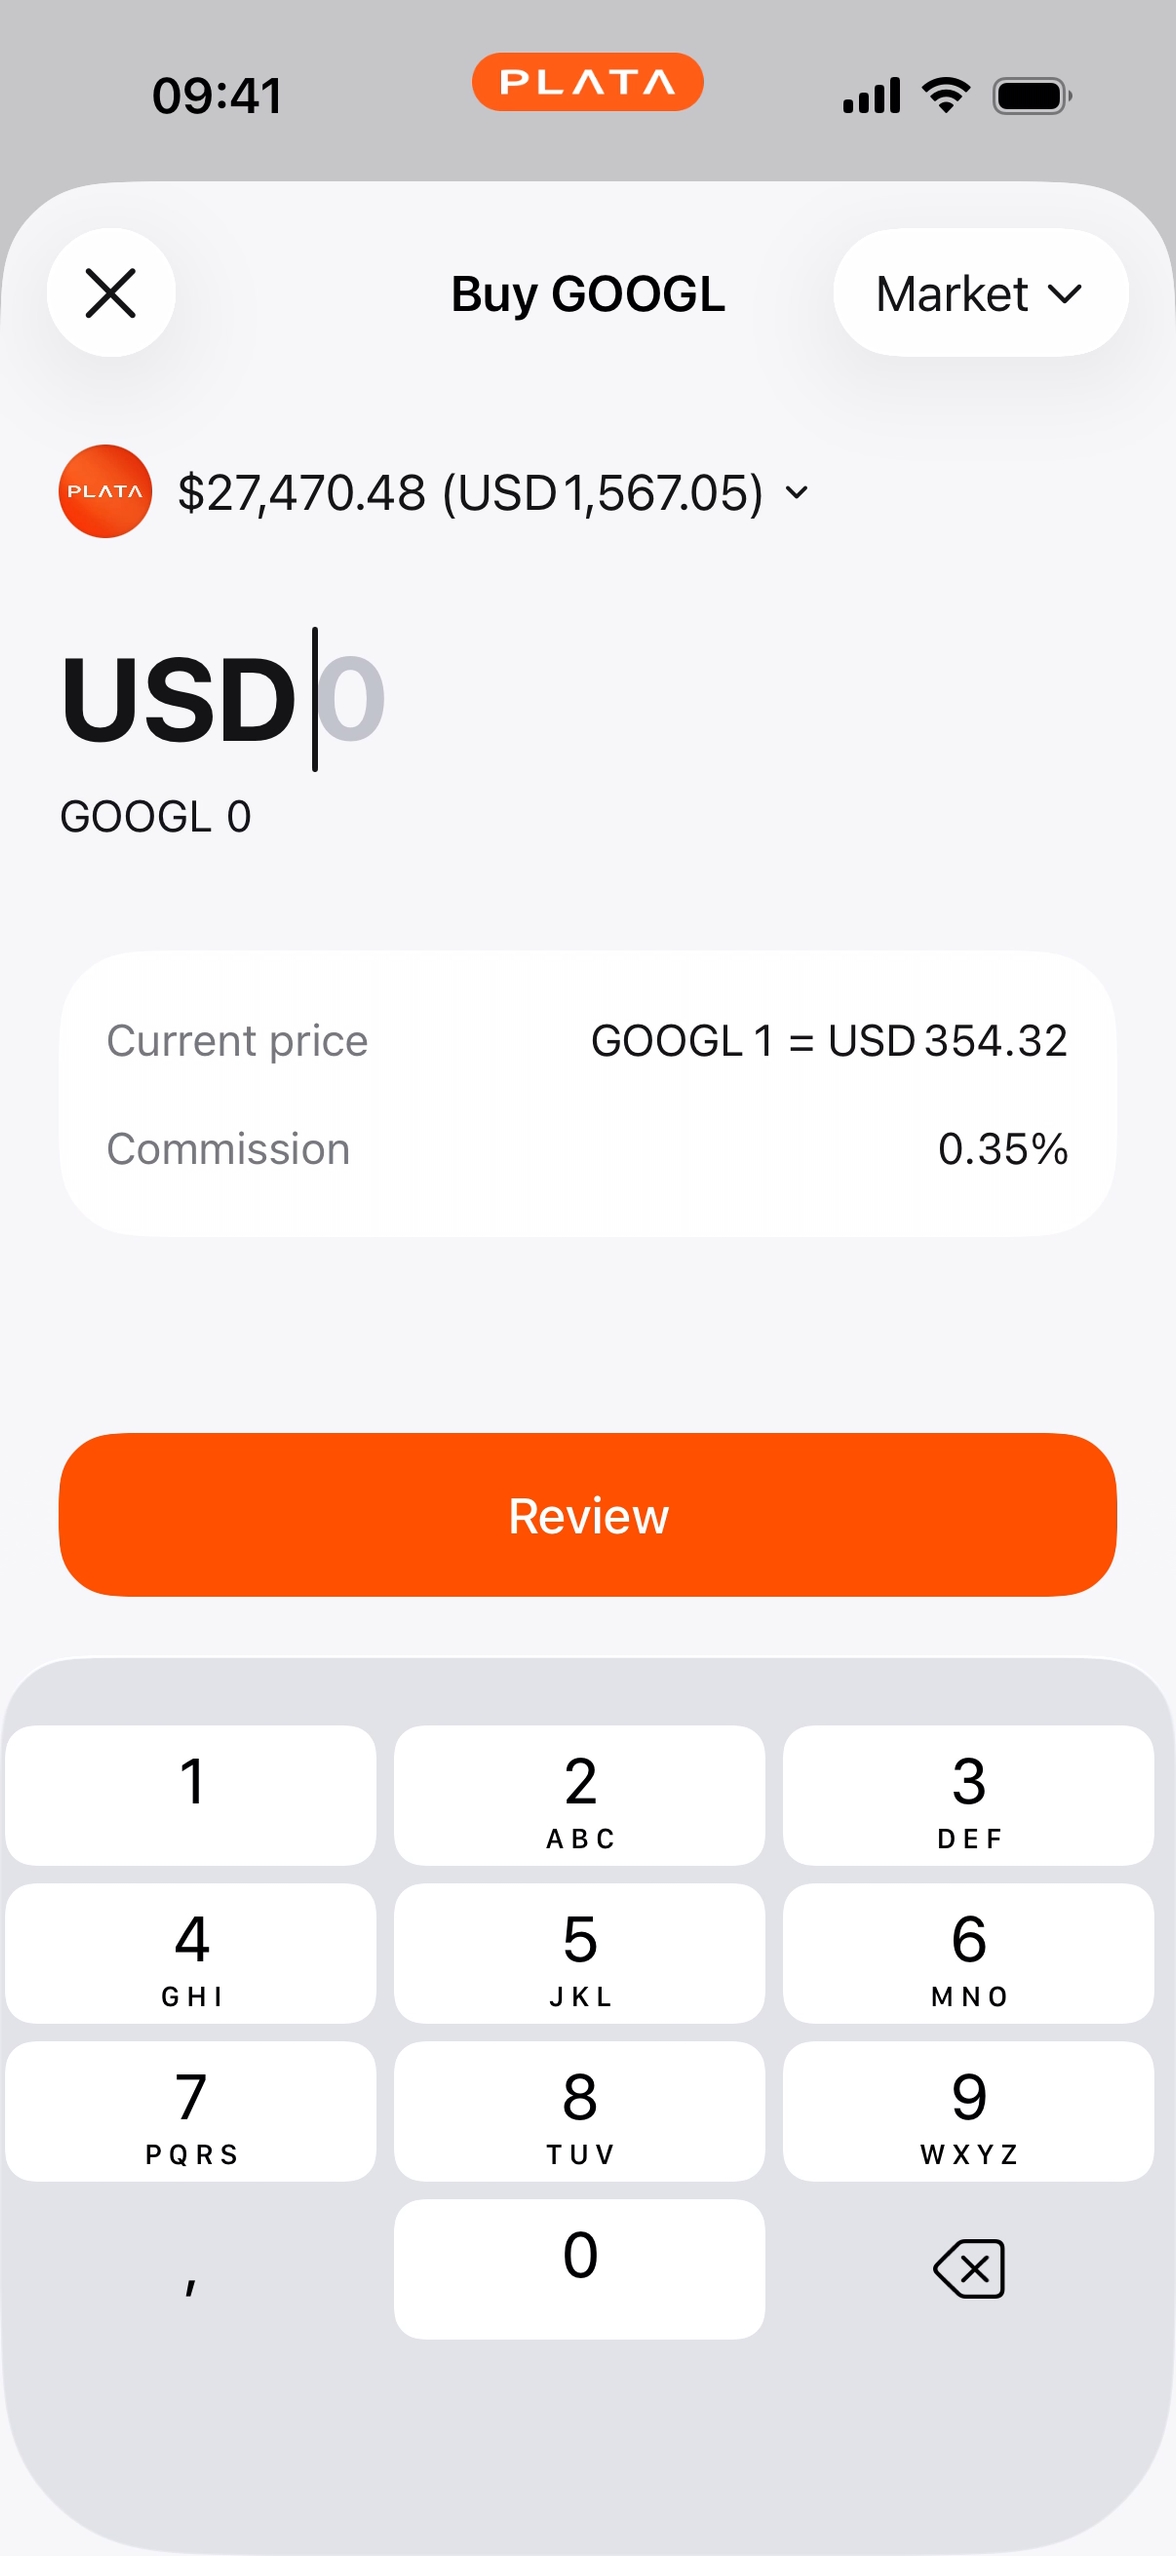 09:41
PLATA
Buy GOOGL
Market
PLATA
$27,470.48 (USD 1,567.05)
USD 0
GOOGL 0
Current price
GOOGL 1 = USD 354.32
Commission
0.35%
Review
1
2
ABC
3
DEF
4
GHI
5
JKL
6
MNO
7
PQRS
8
TUV
9
WXYZ
,
0